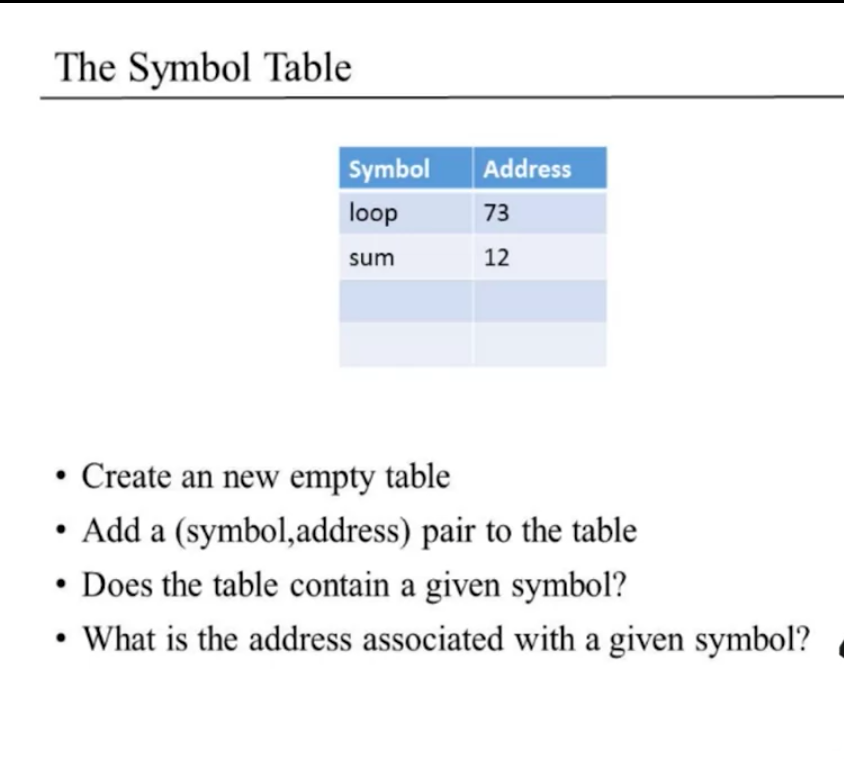 The Symbol Table
Symbol Address
loop 73
sum 12
• Create an new empty table
• Add a (symbol,address) pair to the table
• Does the table contain a given symbol?
• What is the address associated with a given symbol?